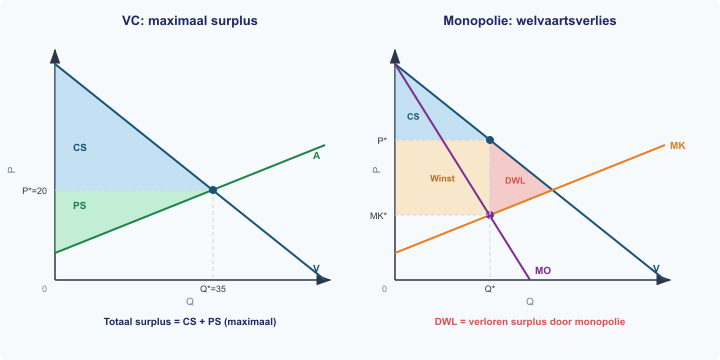 VC: maximaal surplus
CS
A
P
P*=20
PS
V
0
Q*=35
Q
Totaal surplus = CS + PS (maximaal)
Monopolie: welvaartsverlies
CS
P*
MK
P
Winst
DWL
MK*
MO
V
0
Q*
Q
DWL = verloren surplus door monopolie